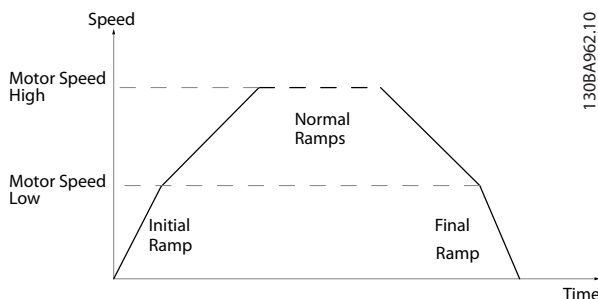 Speed
130BA962.10
Motor Speed
High
Normal
Ramps
Motor Speed
Low
Initial
Ramp
Final
Ramp
Time